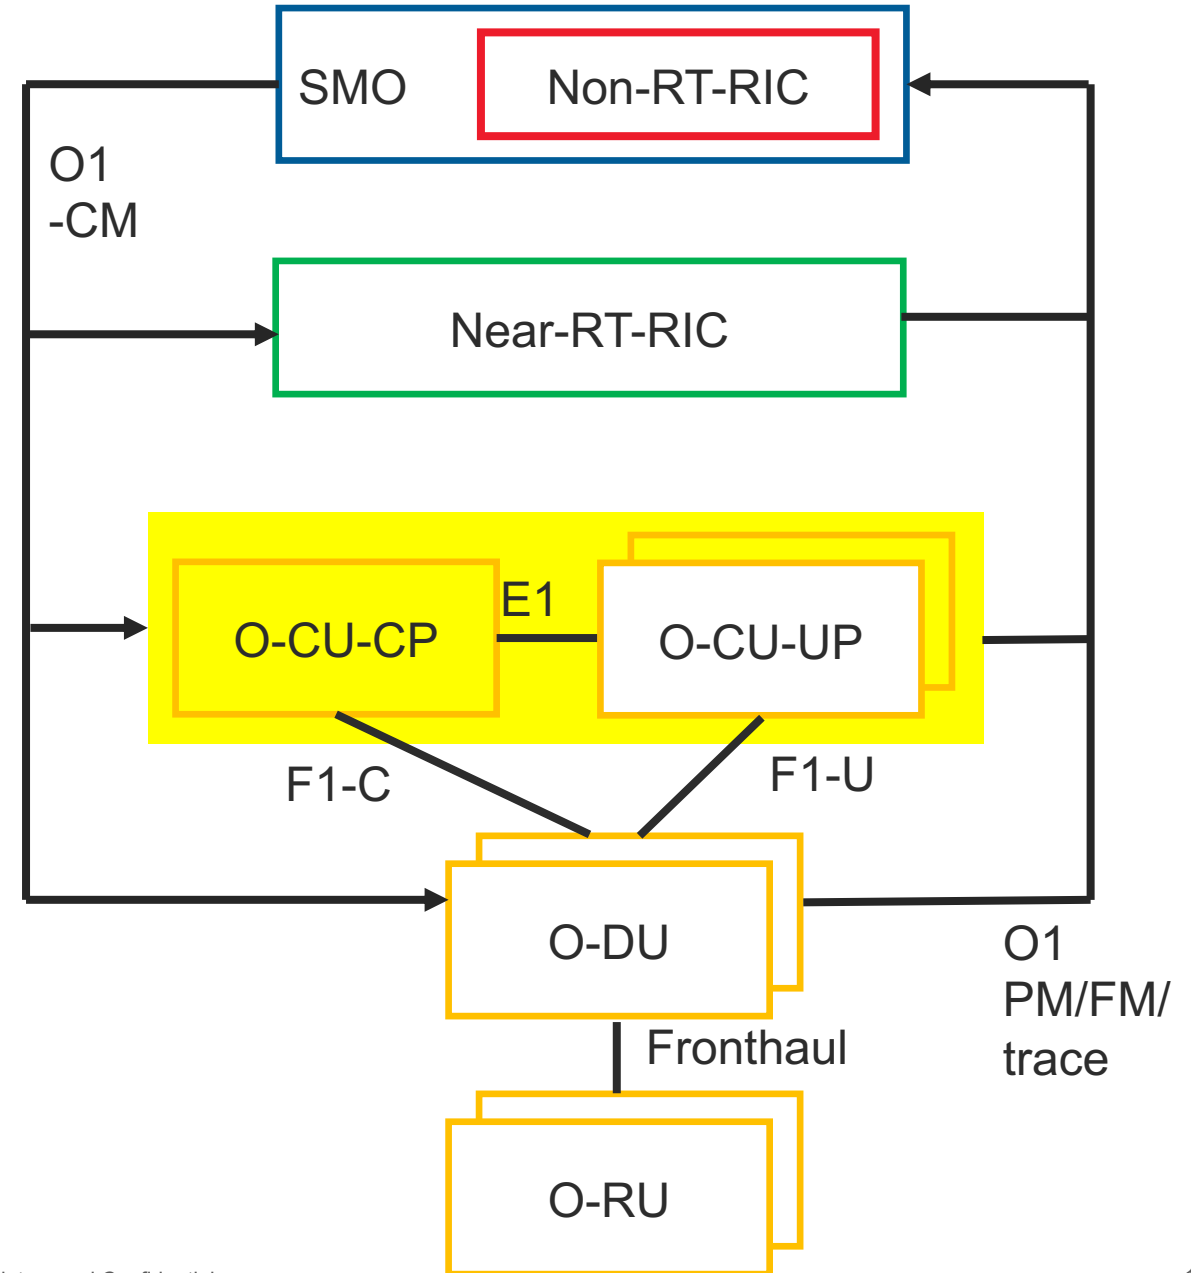 SMO
Non-RT-RIC
O1
-CM
Near-RT-RIC
E1
O-CU-CP
O-CU-UP
F1-C
F1-U
O-DU
O1
PM/FM/
trace
Fronthaul
O-RU